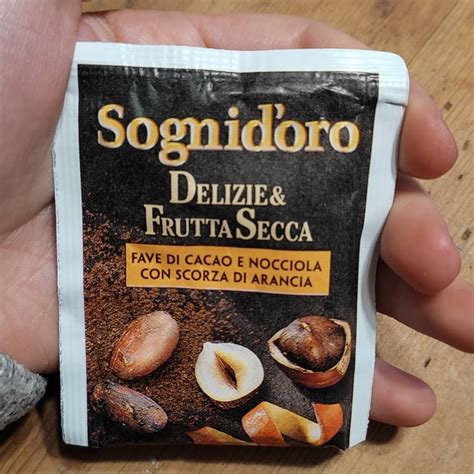 Sognid'oro
DELIZIE &
FRUTTA SECCA
FAVE DI CACAO E NOCCIOLA
CON SCORZA DI ARANCIA